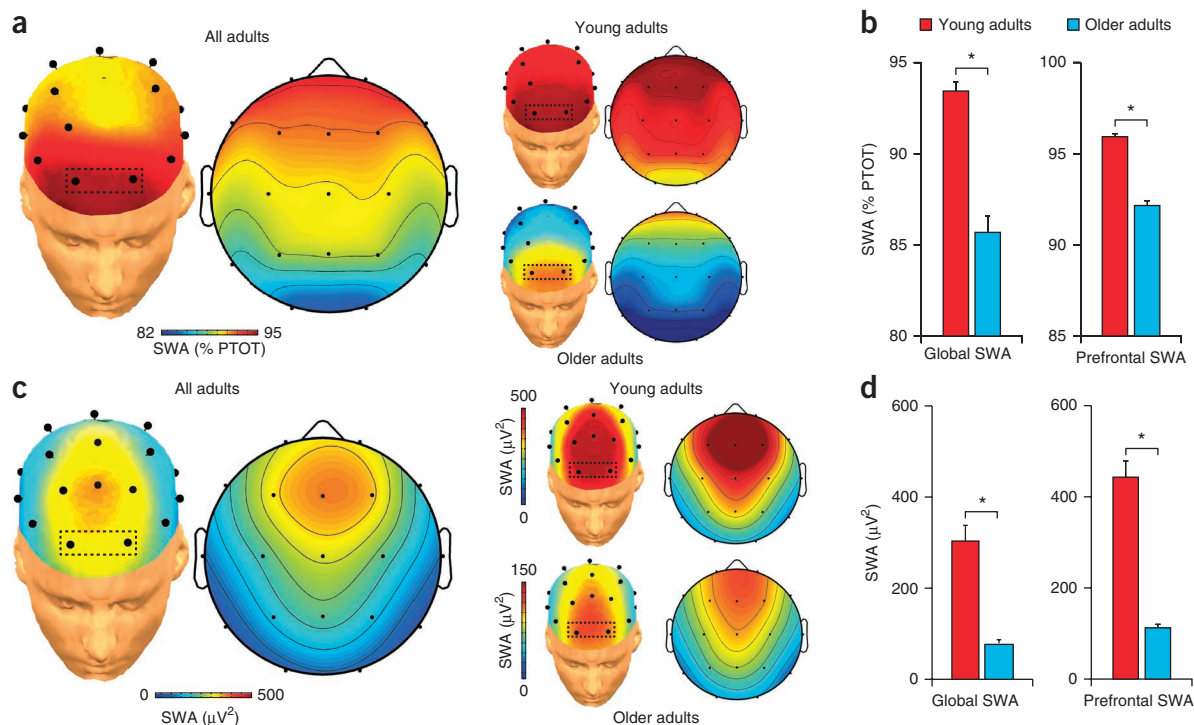 a
All adults
Young adults
82 95
SWA (% PTOT)
Older adults
b
Young adults
Older adults
95
90
85
80
SWA (% PTOT)
*
Global SWA
100
95
90
85
*
Prefrontal SWA
c
All adults
0 500
SWA (μV²)
Young adults
500
SWA (μV²)
0
150
SWA (μV²)
0
Older adults
d
600
400
200
0
SWA (μV²)
*
Global SWA
600
400
200
0
*
Prefrontal SWA